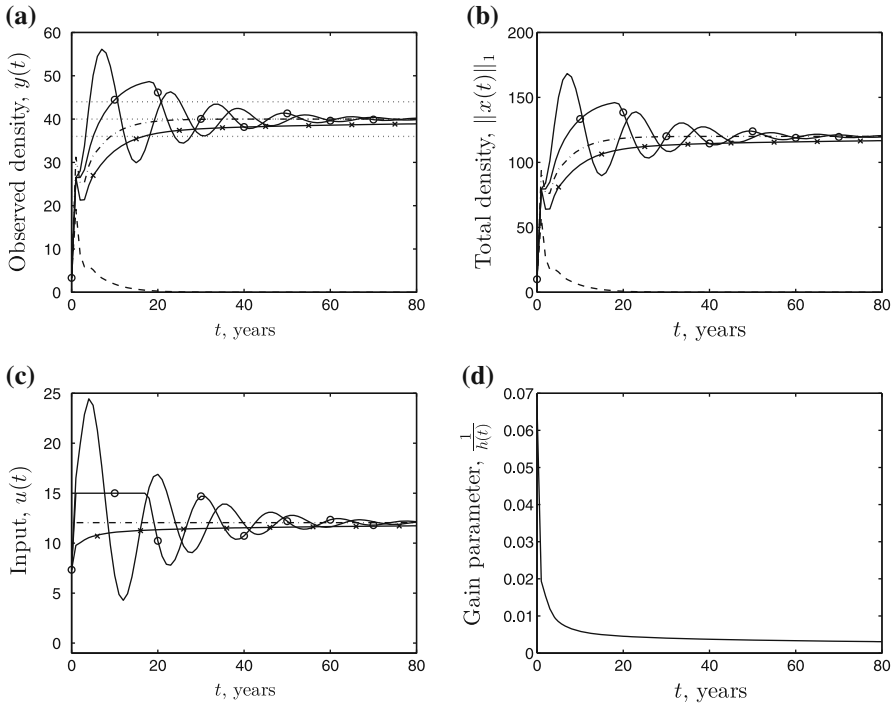 (a)
60
50
40
30
20
10
0
Observed density, y(t)
0 20 40 60 80
t, years
(b)
200
150
100
50
0
Total density, ‖x(t)‖₁
0 20 40 60 80
t, years
(c)
25
20
15
10
5
0
Input, u(t)
0 20 40 60 80
t, years
(d)
0.07
0.06
0.05
0.04
0.03
0.02
0.01
0
Gain parameter, 1/h(t)
0 20 40 60 80
t, years